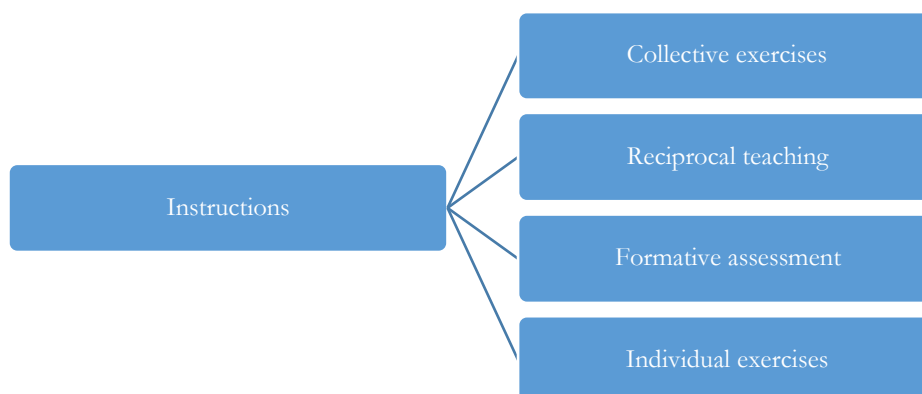 Collective exercises
Reciprocal teaching
Instructions
Formative assessment
Individual exercises